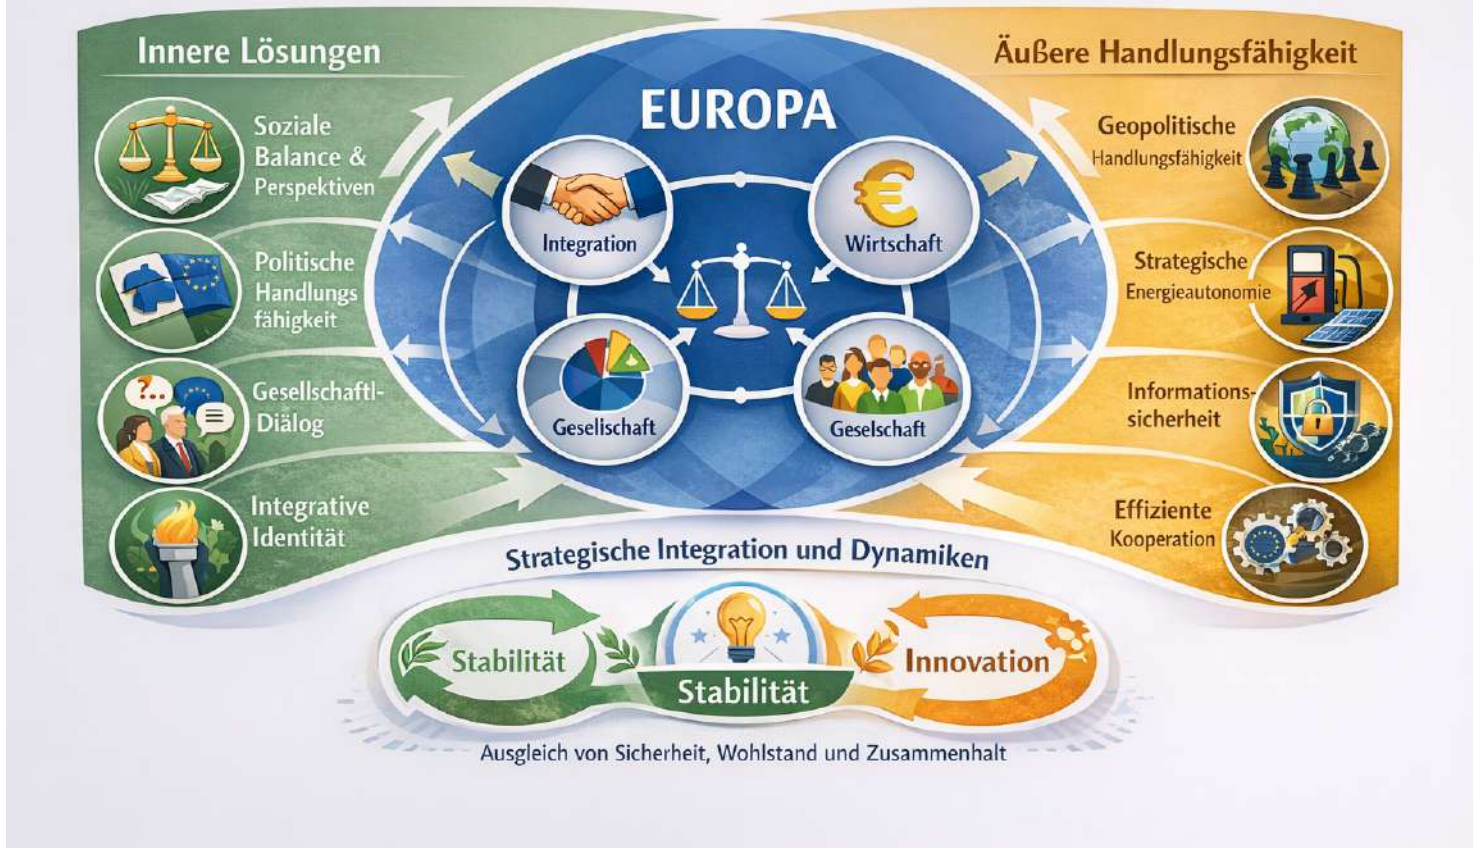 Innere Lösungen
Soziale
Balance &
Perspektiven
Politische
Handlungs
fähigkeit
Gesellschaftl-
Diälog
Integrative
Identität
EUROPA
Integration
Wirtschaft
Gesellischaft
Geselschaft
Äußere Handlungsfähigkeit
Geopolitische
Handlungsfähigkeit
Strategische
Energieautonomie
Informations-
sicherheit
Effiziente
Kooperation
Strategische Integration und Dynamiken
Stabilität
Stabilität
Innovation
Ausgleich von Sicherheit, Wohlstand und Zusammenhalt